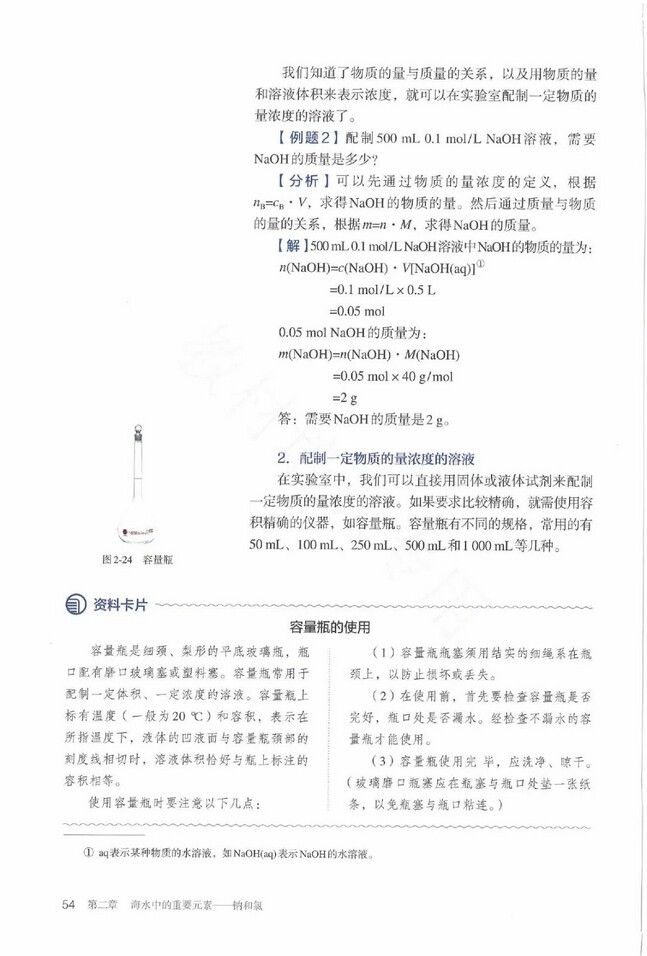 我们知道了物质的量与质量的关系，以及用物质的量
和溶液体积来表示浓度，就可以在实验室配制一定物质的
量浓度的溶液了。
【例题2】配制500 mL 0.1 mol/L NaOH溶液，需要
NaOH的质量是多少？
【分析】可以先通过物质的量浓度的定义，根据
nB=cB·V，求得NaOH的物质的量。然后通过质量与物质
的量的关系，根据m=n·M，求得NaOH的质量。
【解】500 mL 0.1 mol/L NaOH溶液中NaOH的物质的量为：
n(NaOH)=c(NaOH)·V[NaOH(aq)]①
=0.1 mol/L×0.5 L
=0.05 mol
0.05 mol NaOH的质量为：
m(NaOH)=n(NaOH)·M(NaOH)
=0.05 mol×40 g/mol
=2 g
答：需要NaOH的质量是2 g。
2．配制一定物质的量浓度的溶液
在实验室中，我们可以直接用固体或液体试剂来配制
一定物质的量浓度的溶液。如果要求比较精确，就需使用容
积精确的仪器，如容量瓶。容量瓶有不同的规格，常用的有
50 mL、100 mL、250 mL、500 mL和1 000 mL等几种。
图2-24 容量瓶
资料卡片
容量瓶的使用
容量瓶是细颈、梨形的平底玻璃瓶，瓶
口配有磨口玻璃塞或塑料塞。容量瓶常用于
配制一定体积、一定浓度的溶液。容量瓶上
标有温度（一般为20 ℃）和容积，表示在
所指温度下，液体的凹液面与容量瓶颈部的
刻度线相切时，溶液体积恰好与瓶上标注的
容积相等。
使用容量瓶时要注意以下几点：
（1）容量瓶瓶塞须用结实的细绳系在瓶
颈上，以防止损坏或丢失。
（2）在使用前，首先要检查容量瓶是否
完好，瓶口处是否漏水。经检查不漏水的容
量瓶才能使用。
（3）容量瓶使用完 毕，应洗净、晾干。
（玻璃磨口瓶塞应在瓶塞与瓶口处垫一张纸
条，以免瓶塞与瓶口粘连。）
① aq表示某种物质的水溶液，如NaOH(aq)表示NaOH的水溶液。
54 第二章 海水中的重要元素——钠和氯